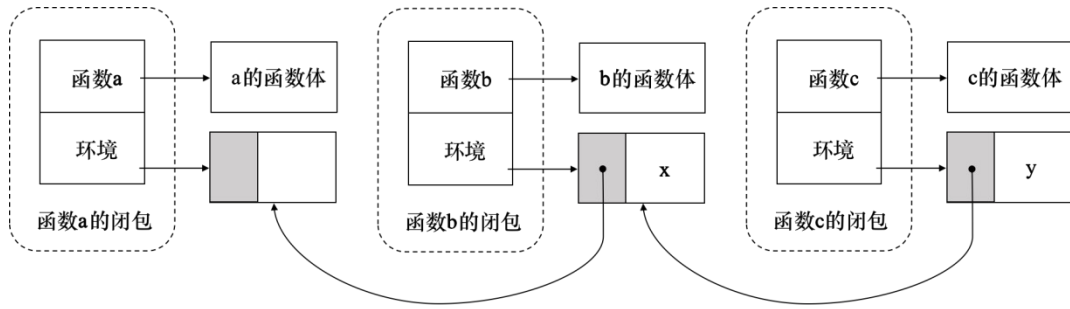 函数a
a的函数体
环境
函数a的闭包
函数b
b的函数体
环境
x
函数b的闭包
函数c
c的函数体
环境
y
函数c的闭包